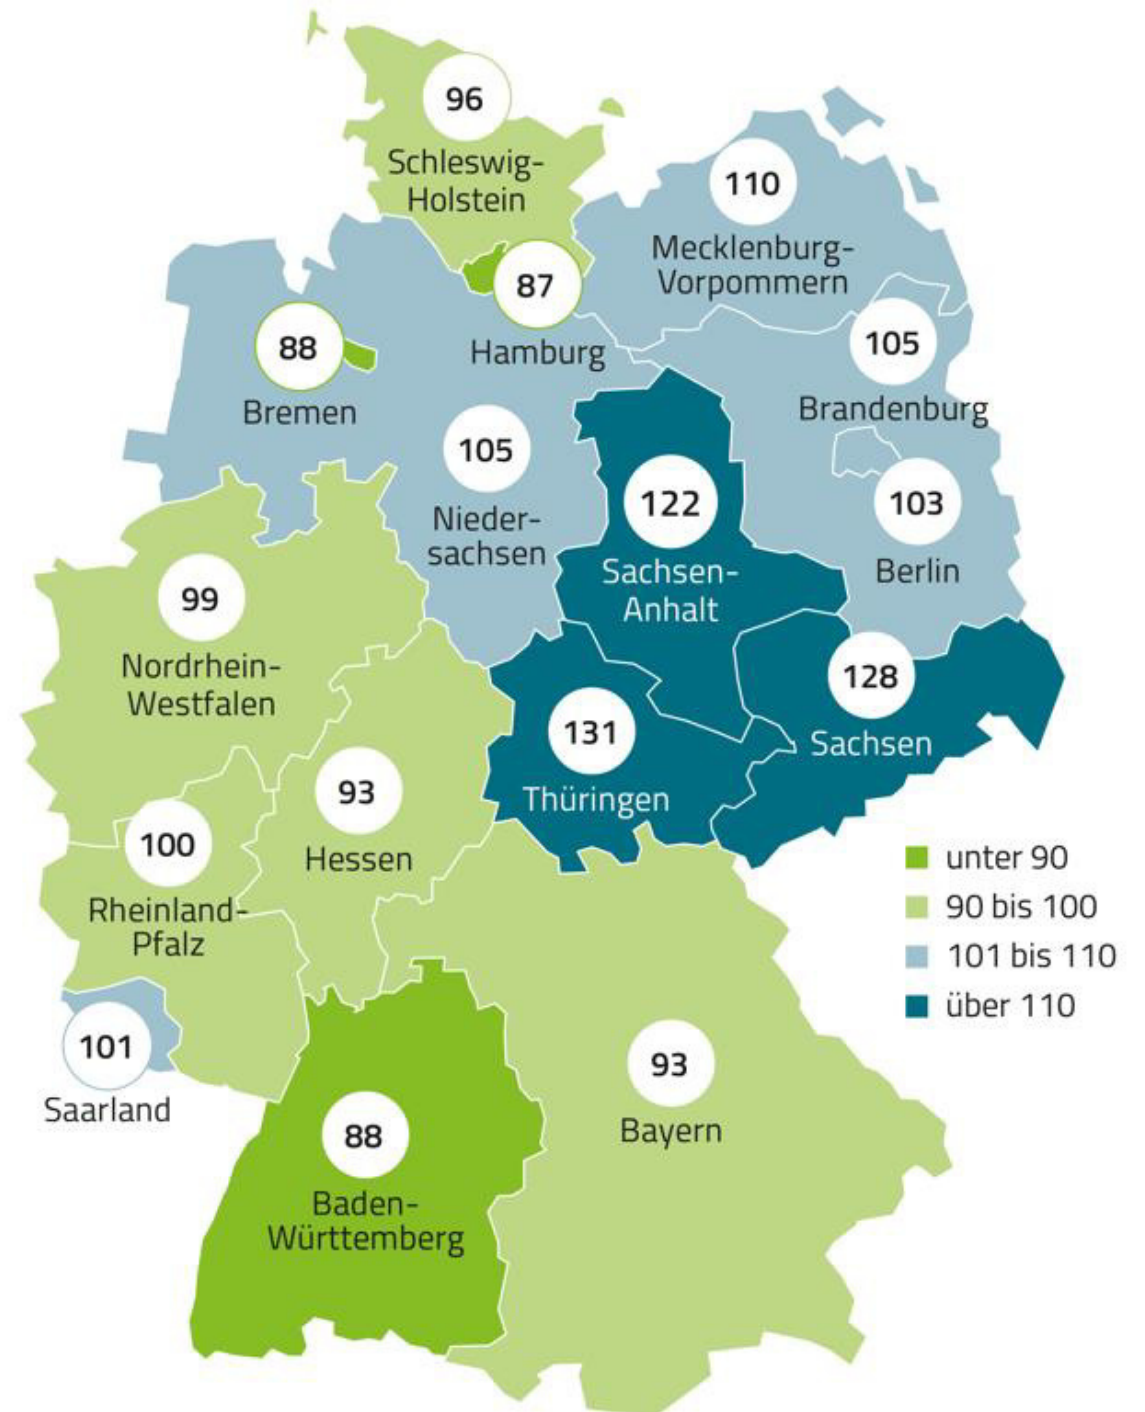 96
Schleswig-
Holstein
110
Mecklenburg-
Vorpommern
87
Hamburg
88
Bremen
105
Brandenburg
105
Nieder-
sachsen
122
Sachsen-
Anhalt
103
Berlin
99
Nordrhein-
Westfalen
128
Sachsen
131
Thüringen
93
Hessen
100
Rheinland-
Pfalz
unter 90
90 bis 100
101 bis 110
über 110
101
Saarland
93
Bayern
88
Baden-
Württemberg